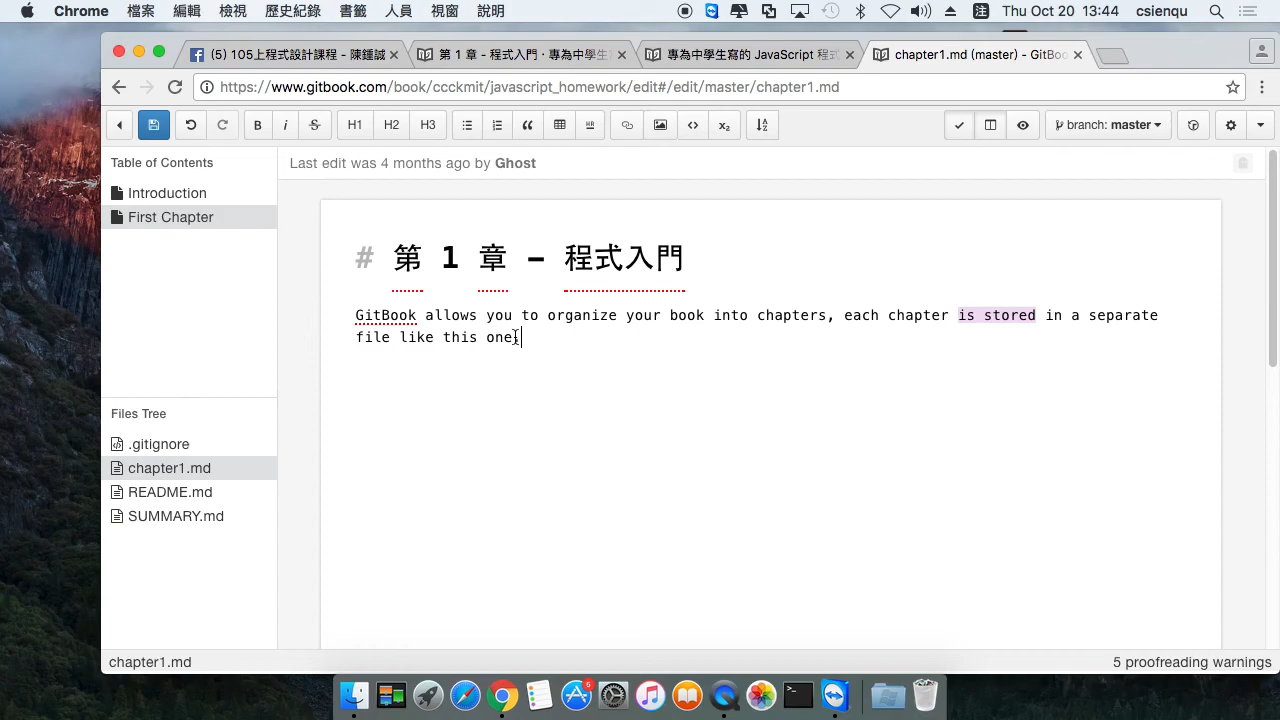 Chrome 檔案 編輯 檢視 歷史紀錄 書籤 人員 視窗 說明 注 Thu Oct 20 13:44 csienqu
(5) 105上程式設計課程 - 陳鍾誠 第 1 章 - 程式入門 · 專為中學生 專為中學生寫的 JavaScript 程式 chapter1.md (master) - GitBoo
https://www.gitbook.com/book/ccckmit/javascript_homework/edit#/edit/master/chapter1.md
B i S H1 H2 H3 branch: master
Table of Contents
Last edit was 4 months ago by Ghost
Introduction
First Chapter
# 第 1 章 - 程式入門
GitBook allows you to organize your book into chapters, each chapter is stored in a separate
file like this one.
Files Tree
.gitignore
chapter1.md
README.md
SUMMARY.md
chapter1.md 5 proofreading warnings